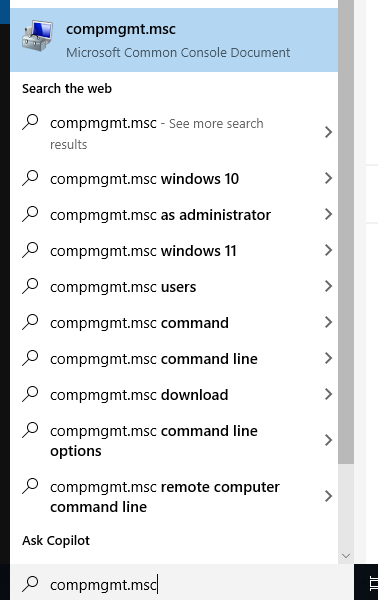 compmgmt.msc
Microsoft Common Console Document
Search the web
compmgmt.msc - See more search
results
compmgmt.msc windows 10
compmgmt.msc as administrator
compmgmt.msc windows 11
compmgmt.msc users
compmgmt.msc command
compmgmt.msc command line
compmgmt.msc download
compmgmt.msc command line
options
compmgmt.msc remote computer
command line
Ask Copilot
compmgmt.msc